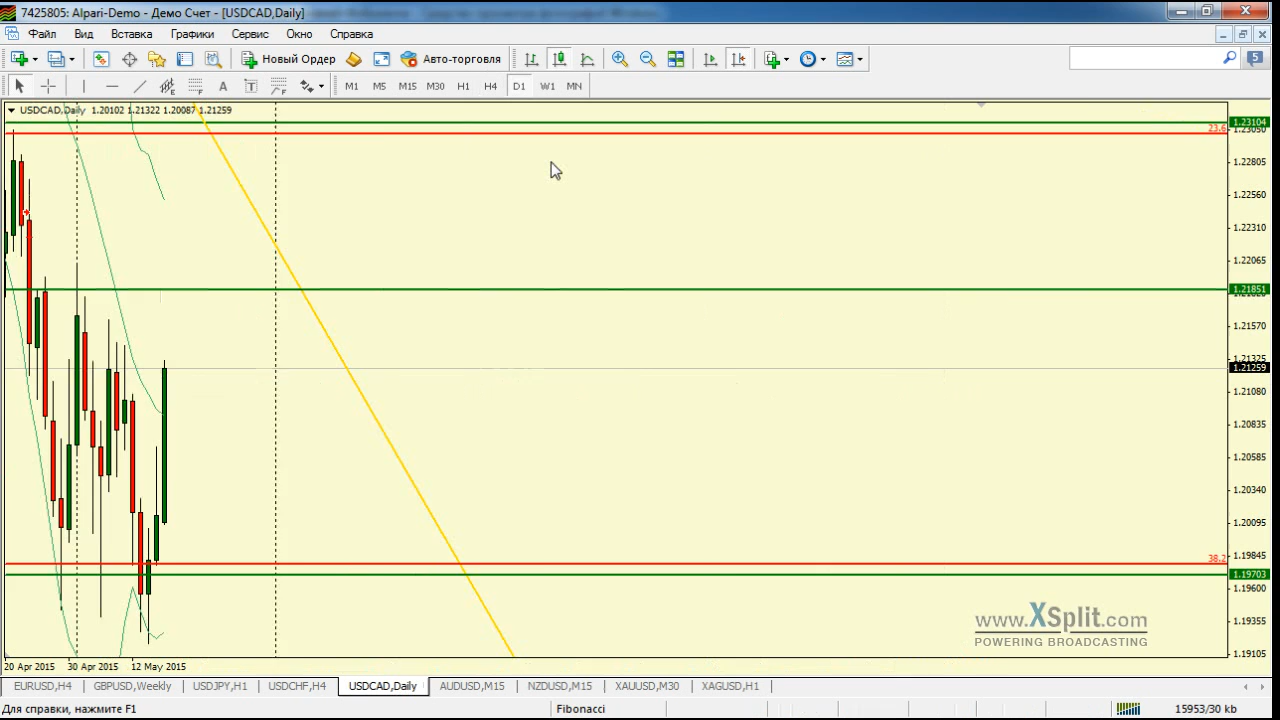 7425805: Alpari-Demo - Демо Счет - [USDCAD,Daily]
Файл Вид Вставка Графики Сервис Окно Справка
Новый Ордер Авто-торговля
5
A T F F
M1 M5 M15 M30 H1 H4 D1 W1 MN
USDCAD,Daily 1.20102 1.21322 1.20087 1.21259
1.23104
23.6
1.23050
1.22805
1.22560
1.22310
1.22065
1.21851
1.21570
1.21325
1.21259
1.21080
1.20835
1.20585
1.20340
1.20095
1.19845
38.2
1.19703
1.19600
1.19355
1.19105
www.XSplit.com
POWERING BROADCASTING
20 Apr 2015 30 Apr 2015 12 May 2015
EURUSD,H4 GBPUSD,Weekly USDJPY,H1 USDCHF,H4 USDCAD,Daily AUDUSD,M15 NZDUSD,M15 XAUUSD,M30 XAGUSD,H1
Для справки, нажмите F1 Fibonacci 15953/30 kb